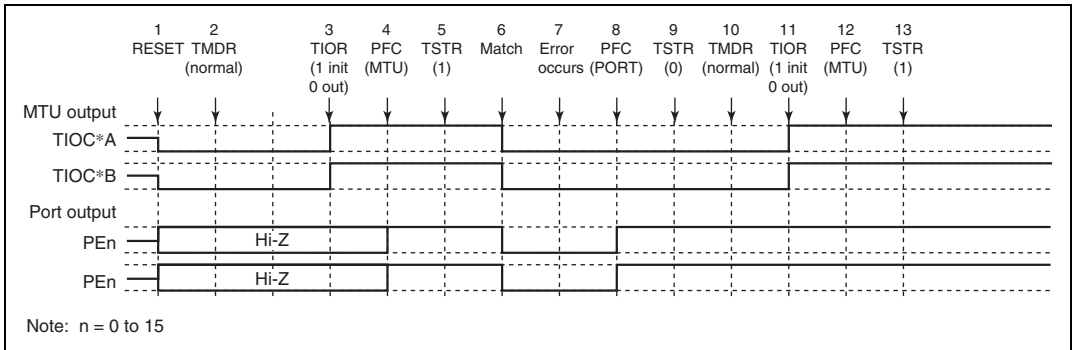 1 2 3 4 5 6 7 8 9 10 11 12 13
RESET TMDR TIOR PFC TSTR Match Error PFC TSTR TMDR TIOR PFC TSTR
(normal) (1 init (MTU) (1) occurs (PORT) (0) (normal) (1 init (MTU) (1)
0 out) 0 out)
MTU output
TIOC*A
TIOC*B
Port output
PEn Hi-Z
PEn Hi-Z
Note: n = 0 to 15